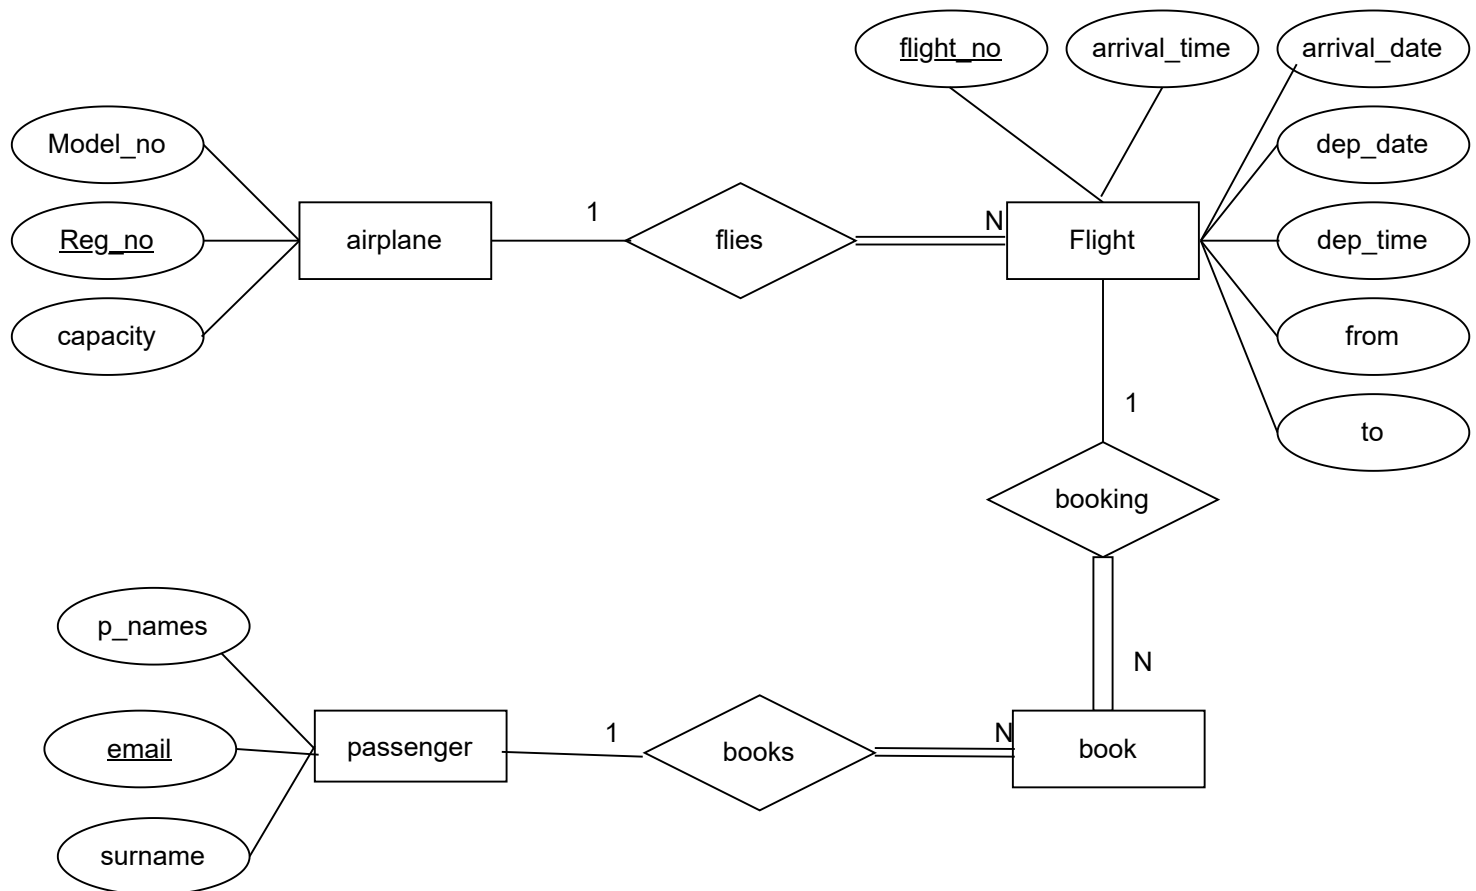 flight_no
arrival_time
arrival_date
Model_no
dep_date
1
N
Reg_no
airplane
flies
Flight
dep_time
capacity
from
1
to
booking
p_names
N
1
N
email
passenger
books
book
surname